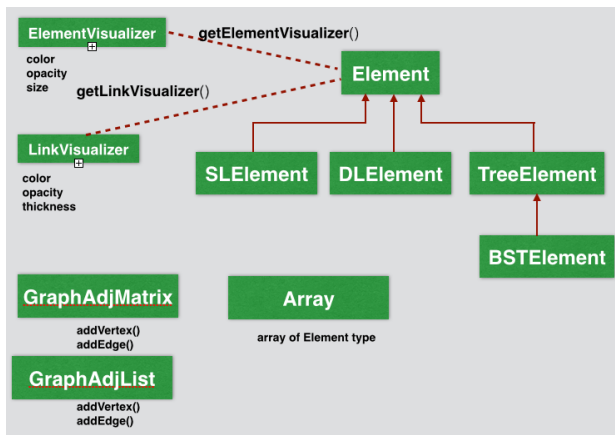 ElementVisualizer
color
opacity
size
getElementVisualizer()
getLinkVisualizer()
Element
LinkVisualizer
color
opacity
thickness
SLElement
DLElement
TreeElement
BSTElement
GraphAdjMatrix
addVertex()
addEdge()
Array
array of Element type
GraphAdjList
addVertex()
addEdge()